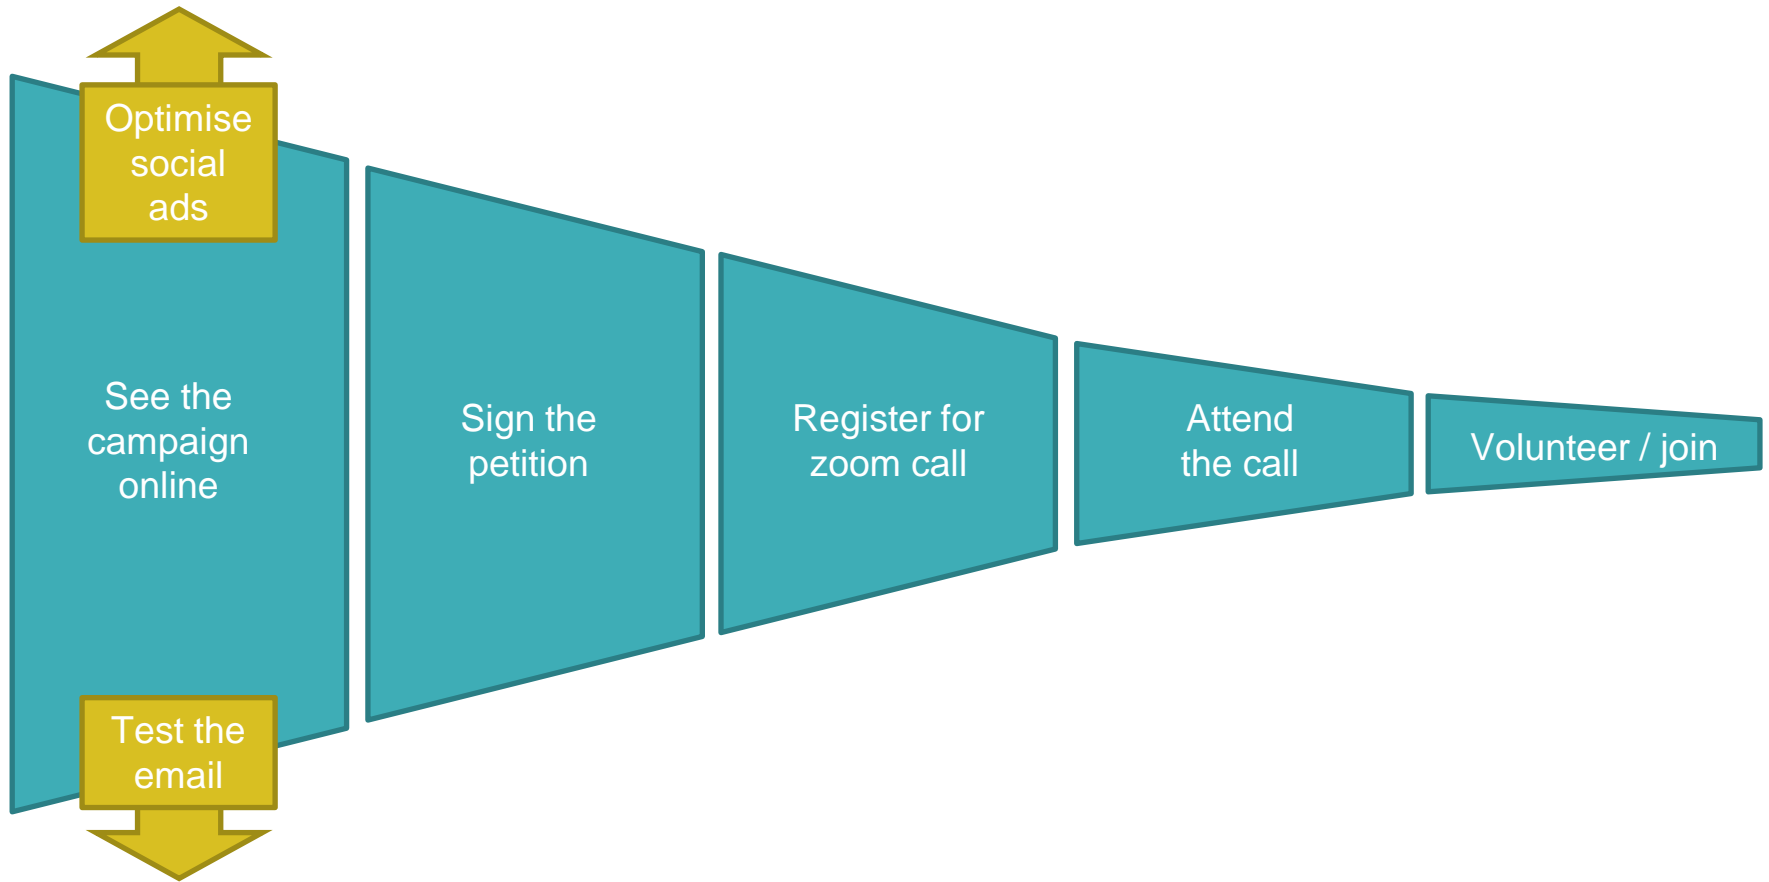 Optimise
social
ads
See the
campaign
online
Test the
email
Sign the
petition
Register for
zoom call
Attend
the call
Volunteer / join